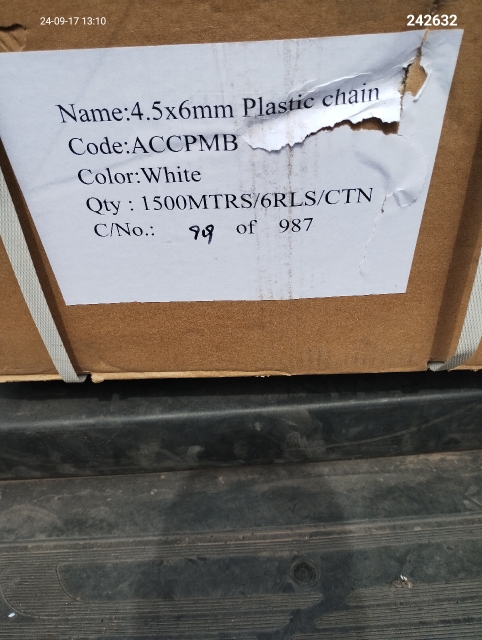 24-09-17 13:10
242632
Name:4.5x6mm Plastic chain
Code:ACCPMB
Color:White
Qty : 1500MTRS/6RLS/CTN
C/No.: of 987